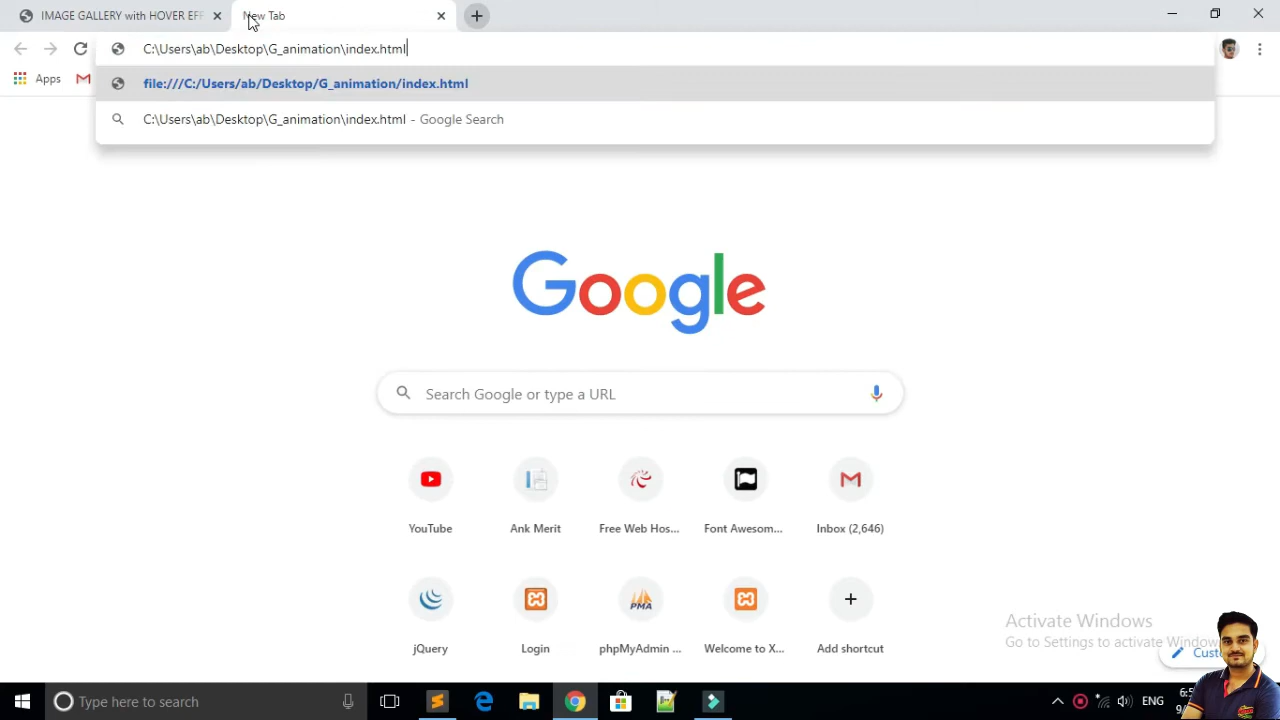 IMAGE GALLERY with HOVER EFF
New Tab
C:\Users\ab\Desktop\G_animation\index.html
Apps
file:///C:/Users/ab/Desktop/G_animation/index.html
C:\Users\ab\Desktop\G_animation\index.html - Google Search
Google
Search Google or type a URL
YouTube
Ank Merit
Free Web Hos...
Font Awesom...
Inbox (2,646)
PMA
jQuery
Login
phpMyAdmin ...
Welcome to X...
Add shortcut
Activate Windows
Go to Settings to activate Window
Type here to search
ENG